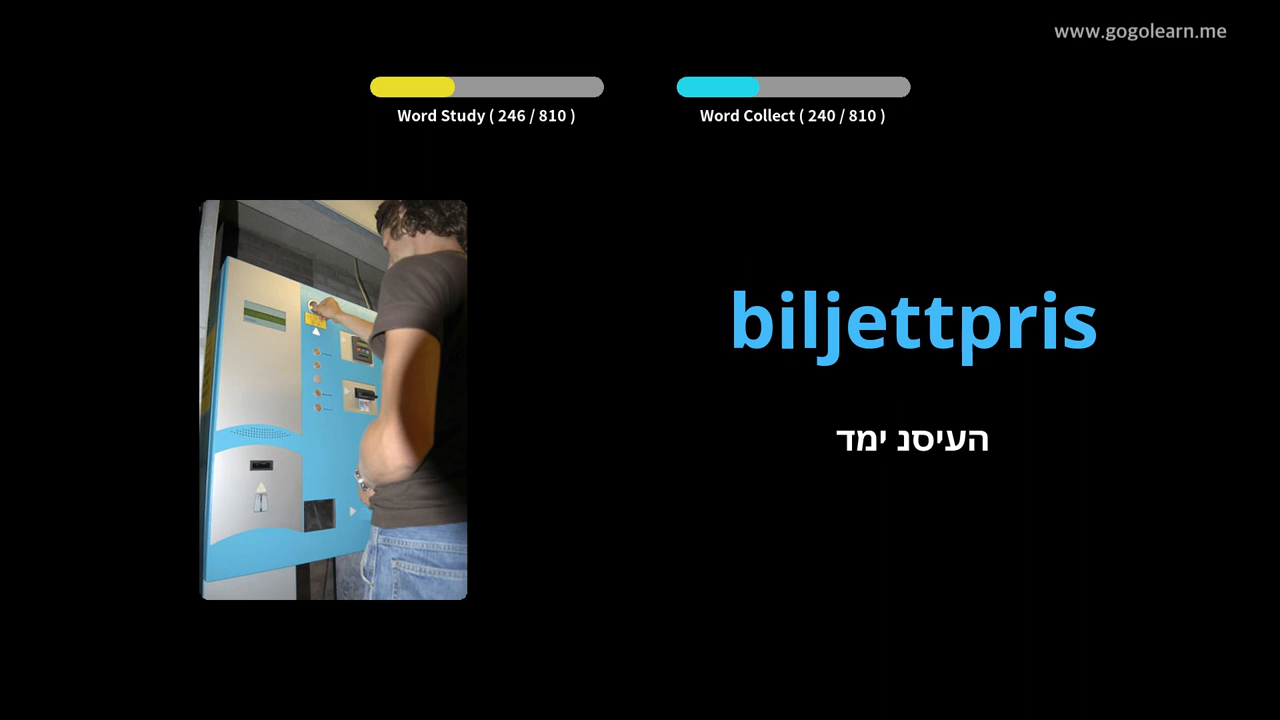 www.gogolearn.me
Word Study ( 246 / 810 )
Word Collect ( 240 / 810 )
biljettpris
העיסנ ימד